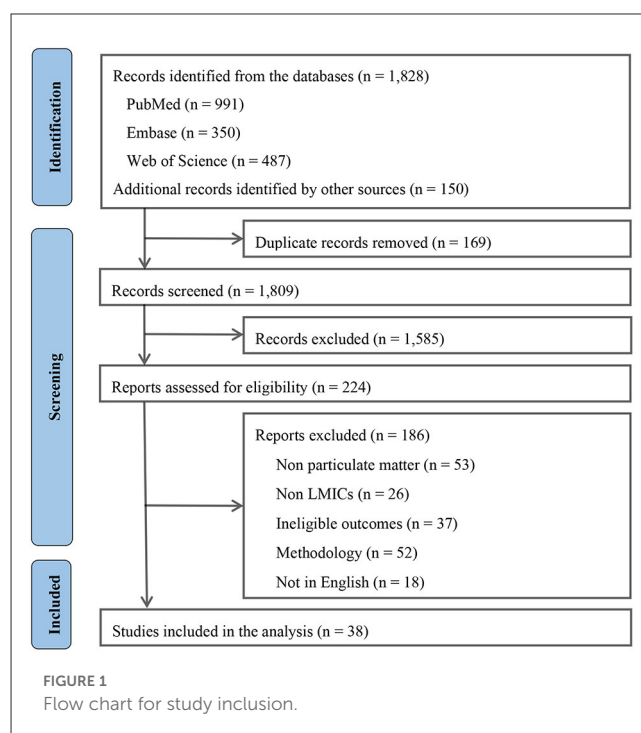 Identification
Records identified from the databases (n = 1,828)
PubMed (n = 991)
Embase (n = 350)
Web of Science (n = 487)
Additional records identified by other sources (n = 150)
Screening
Duplicate records removed (n = 169)
Records screened (n = 1,809)
Records excluded (n = 1,585)
Reports assessed for eligibility (n = 224)
Reports excluded (n = 186)
Non particulate matter (n = 53)
Non LMICs (n = 26)
Ineligible outcomes (n = 37)
Methodology (n = 52)
Not in English (n = 18)
Included
Studies included in the analysis (n = 38)
FIGURE 1
Flow chart for study inclusion.